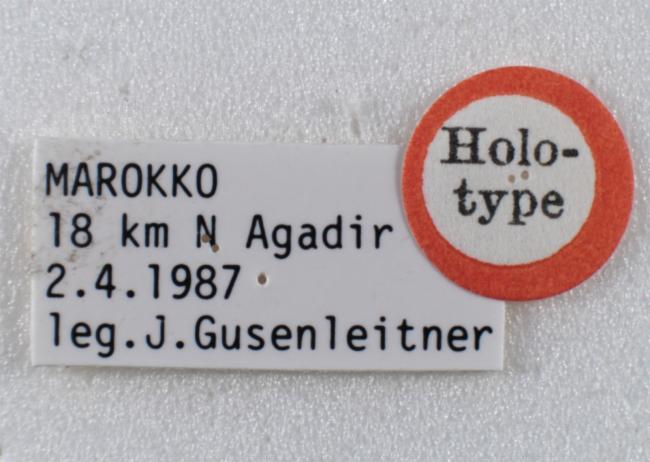 MAROKKO
18 km N Agadir
2.4.1987
leg.J.Gusenleitner
Holo-
type